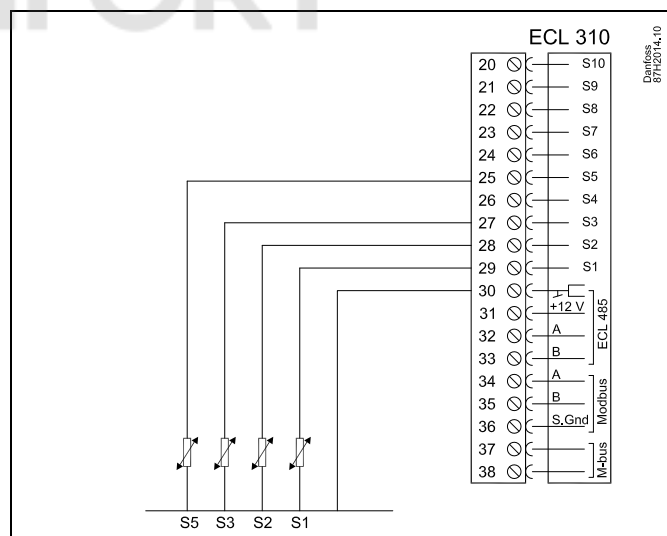 ECL 310
Danfoss
87H2014.10
20 S10
21 S9
22 S8
23 S7
24 S6
25 S5
26 S4
27 S3
28 S2
29 S1
30
31 +12 V
32 A
33 B
ECL 485
34 A
35 B
36 S.Gnd
Modbus
37
38
M-bus
S5 S3 S2 S1